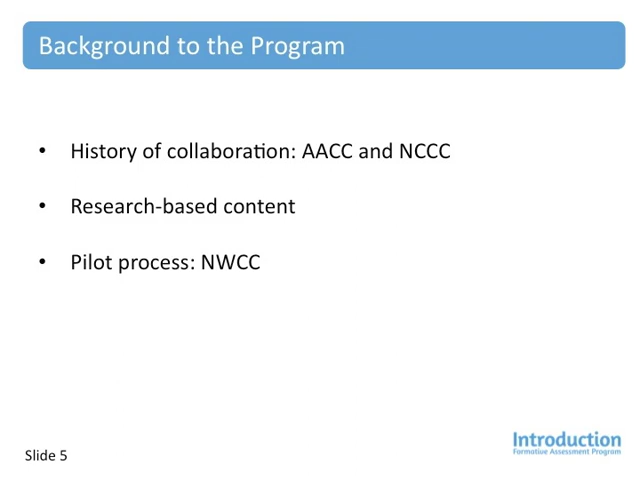 Background to the Program
• History of collaboration: AACC and NCCC
• Research-based content
• Pilot process: NWCC
Introduction
Formative Assessment Program
Slide 5